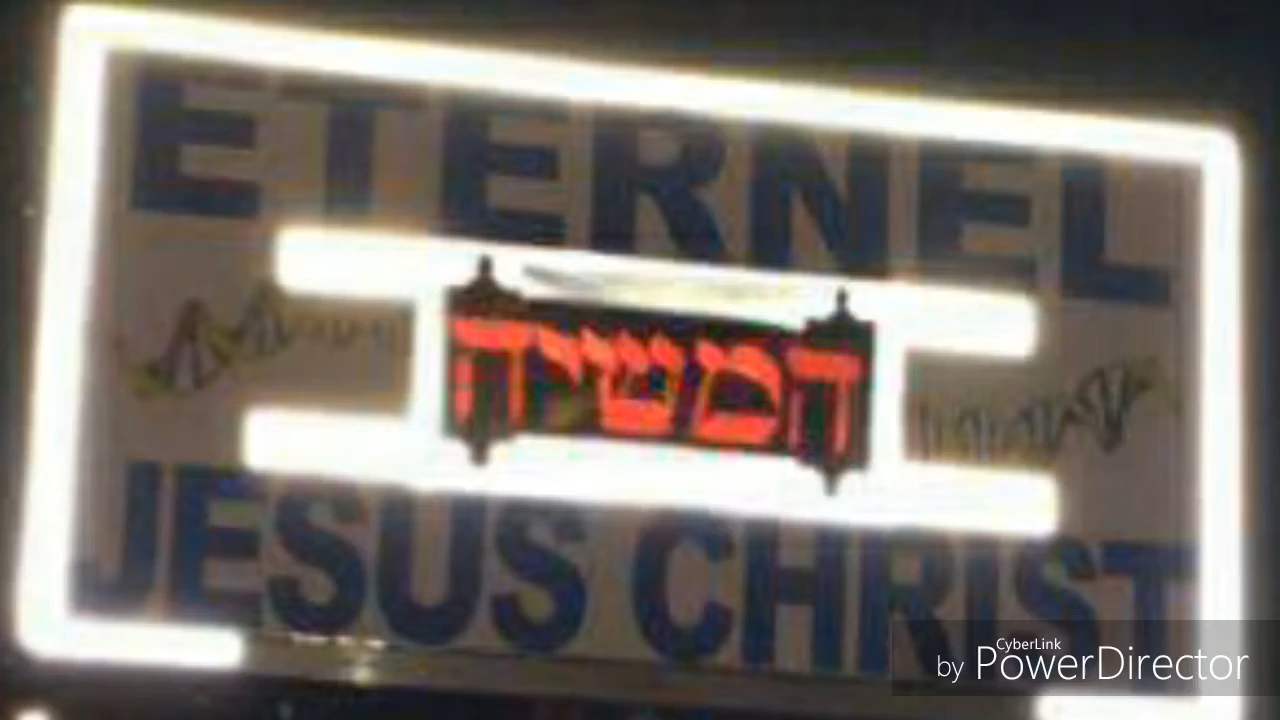 ETERNEL
המשיח
JESUS CHRIST
CyberLink
by PowerDirector